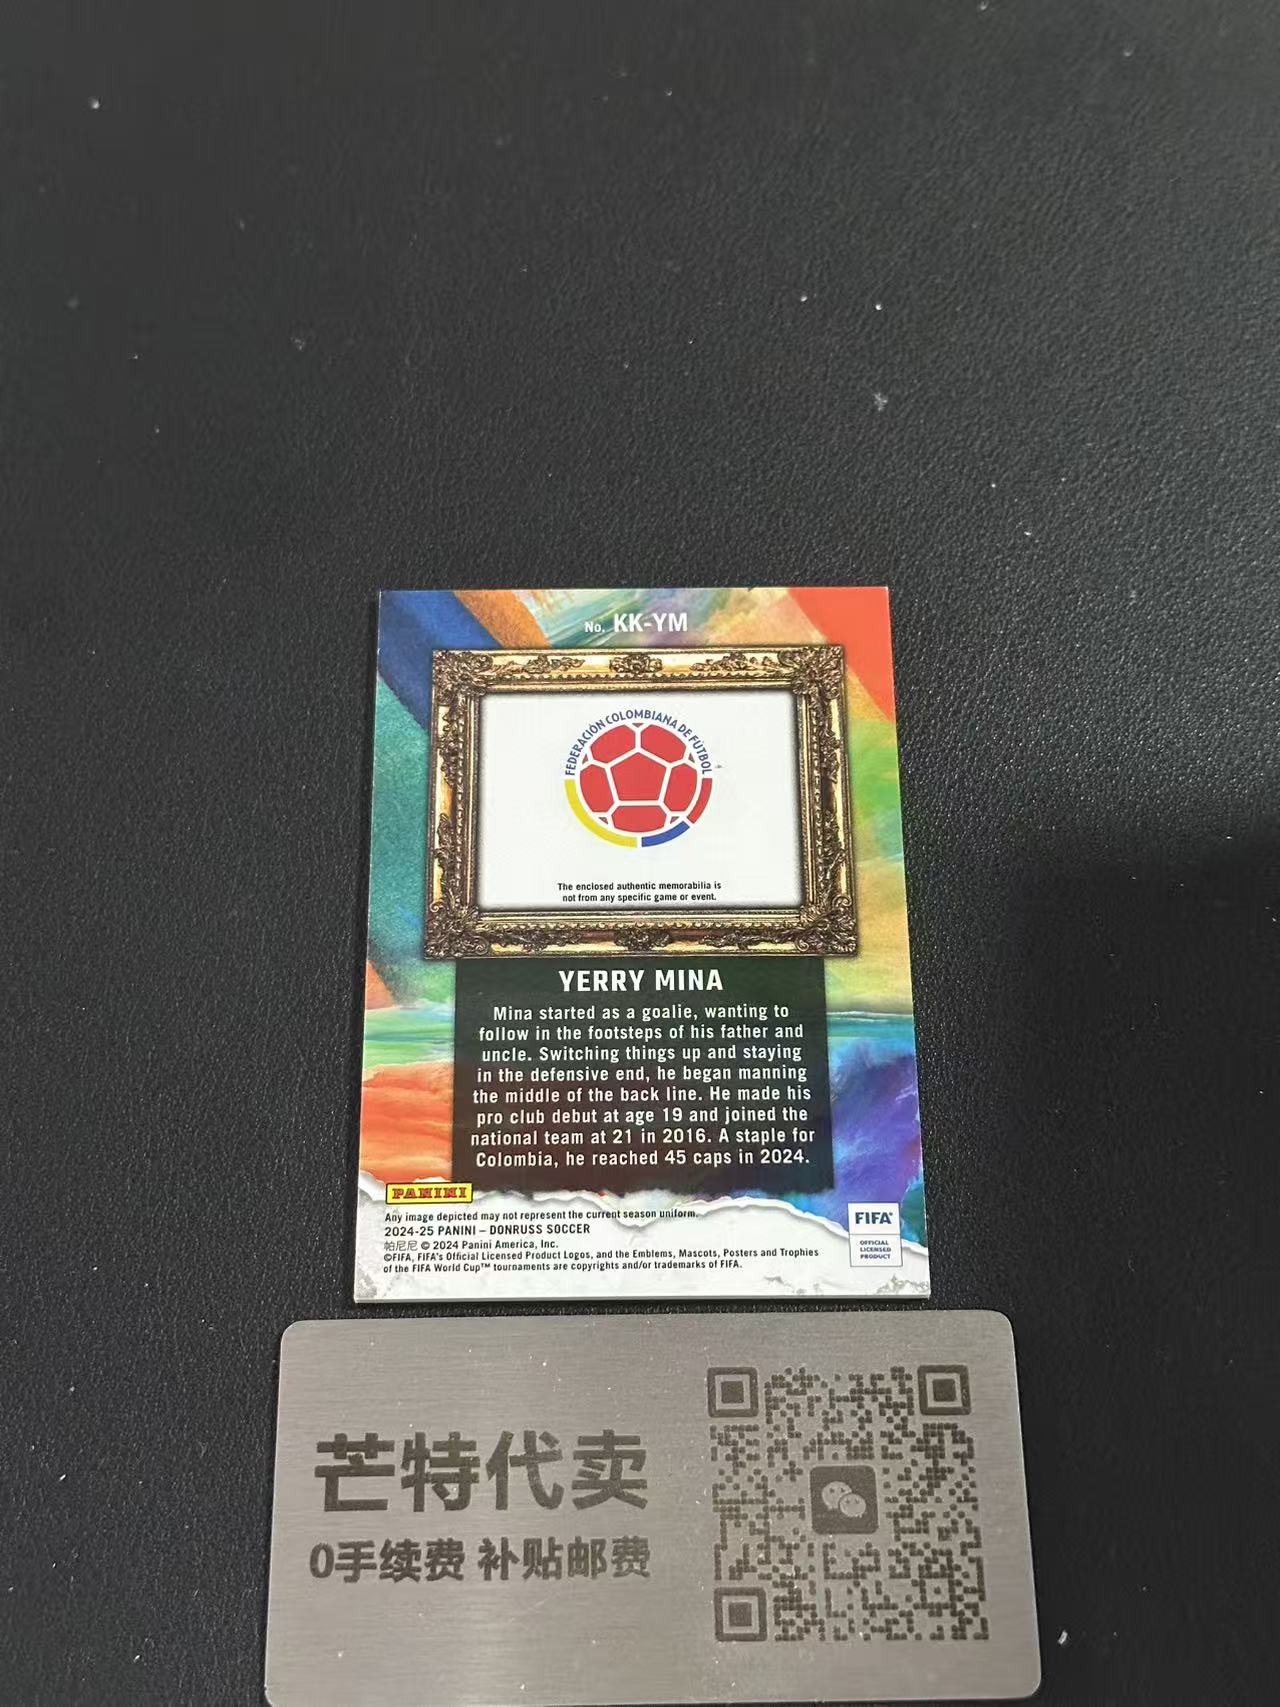 No. KK-YM
FEDERACIÓN COLOMBIANA DE FÚTBOL
The enclosed authentic memorabilia is
not from any specific game or event.
YERRY MINA
Mina started as a goalie, wanting to
follow in the footsteps of his father and
uncle. Switching things up and staying
in the defensive end, he began manning
the middle of the back line. He made his
pro club debut at age 19 and joined the
national team at 21 in 2016. A staple for
Colombia, he reached 45 caps in 2024.
PANINI
Any image depicted may not represent the current season uniform.
2024-25 PANINI – DONRUSS SOCCER
帕尼尼 © 2024 Panini America, Inc.
©FIFA, FIFA's Official Licensed Product Logos, and the Emblems, Mascots, Posters and Trophies
of the FIFA World Cup™ tournaments are copyrights and/or trademarks of FIFA.
FIFA®
OFFICIAL
LICENSED
PRODUCT
芒特代卖
0手续费 补贴邮费